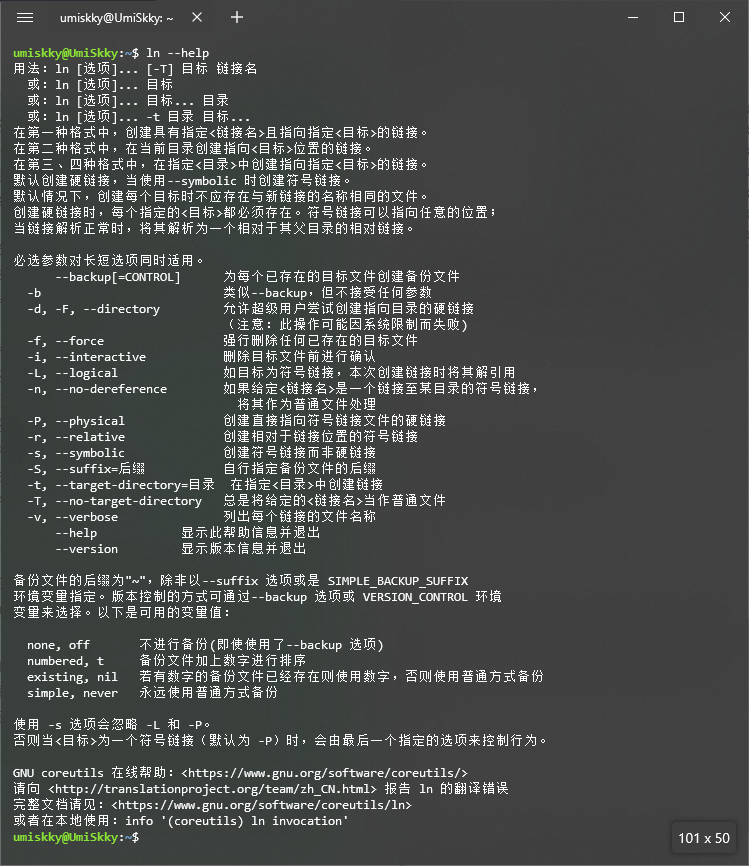 umiskky@UmiSkky: ~
umiskky@UmiSkky:~$ ln --help
用法：ln [选项]... [-T] 目标 链接名
  或：ln [选项]... 目标
  或：ln [选项]... 目标... 目录
  或：ln [选项]... -t 目录 目标...
在第一种格式中，创建具有指定<链接名>且指向指定<目标>的链接。
在第二种格式中，在当前目录创建指向<目标>位置的链接。
在第三、四种格式中，在指定<目录>中创建指向指定<目标>的链接。
默认创建硬链接，当使用--symbolic 时创建符号链接。
默认情况下，创建每个目标时不应存在与新链接的名称相同的文件。
创建硬链接时，每个指定的<目标>都必须存在。符号链接可以指向任意的位置；
当链接解析正常时，将其解析为一个相对于其父目录的相对链接。

必选参数对长短选项同时适用。
      --backup[=CONTROL]      为每个已存在的目标文件创建备份文件
  -b                          类似--backup，但不接受任何参数
  -d, -F, --directory         允许超级用户尝试创建指向目录的硬链接
                              （注意：此操作可能因系统限制而失败）
  -f, --force                 强行删除任何已存在的目标文件
  -i, --interactive           删除目标文件前进行确认
  -L, --logical               如目标为符号链接，本次创建链接时将其解引用
  -n, --no-dereference        如果给定<链接名>是一个链接至某目录的符号链接，
                                将其作为普通文件处理
  -P, --physical              创建直接指向符号链接文件的硬链接
  -r, --relative              创建相对于链接位置的符号链接
  -s, --symbolic              创建符号链接而非硬链接
  -S, --suffix=后缀           自行指定备份文件的后缀
  -t, --target-directory=目录  在指定<目录>中创建链接
  -T, --no-target-directory   总是将给定的<链接名>当作普通文件
  -v, --verbose               列出每个链接的文件名称
      --help            显示此帮助信息并退出
      --version         显示版本信息并退出

备份文件的后缀为"~"，除非以--suffix 选项或是 SIMPLE_BACKUP_SUFFIX
环境变量指定。版本控制的方式可通过--backup 选项或 VERSION_CONTROL 环境
变量来选择。以下是可用的变量值：

  none, off       不进行备份(即使使用了--backup 选项)
  numbered, t     备份文件加上数字进行排序
  existing, nil   若有数字的备份文件已经存在则使用数字，否则使用普通方式备份
  simple, never   永远使用普通方式备份

使用 -s 选项会忽略 -L 和 -P。
否则当<目标>为一个符号链接（默认为 -P）时，会由最后一个指定的选项来控制行为。

GNU coreutils 在线帮助：<https://www.gnu.org/software/coreutils/>
请向 <http://translationproject.org/team/zh_CN.html> 报告 ln 的翻译错误
完整文档请见：<https://www.gnu.org/software/coreutils/ln>
或者在本地使用：info '(coreutils) ln invocation'
umiskky@UmiSkky:~$
101 x 50